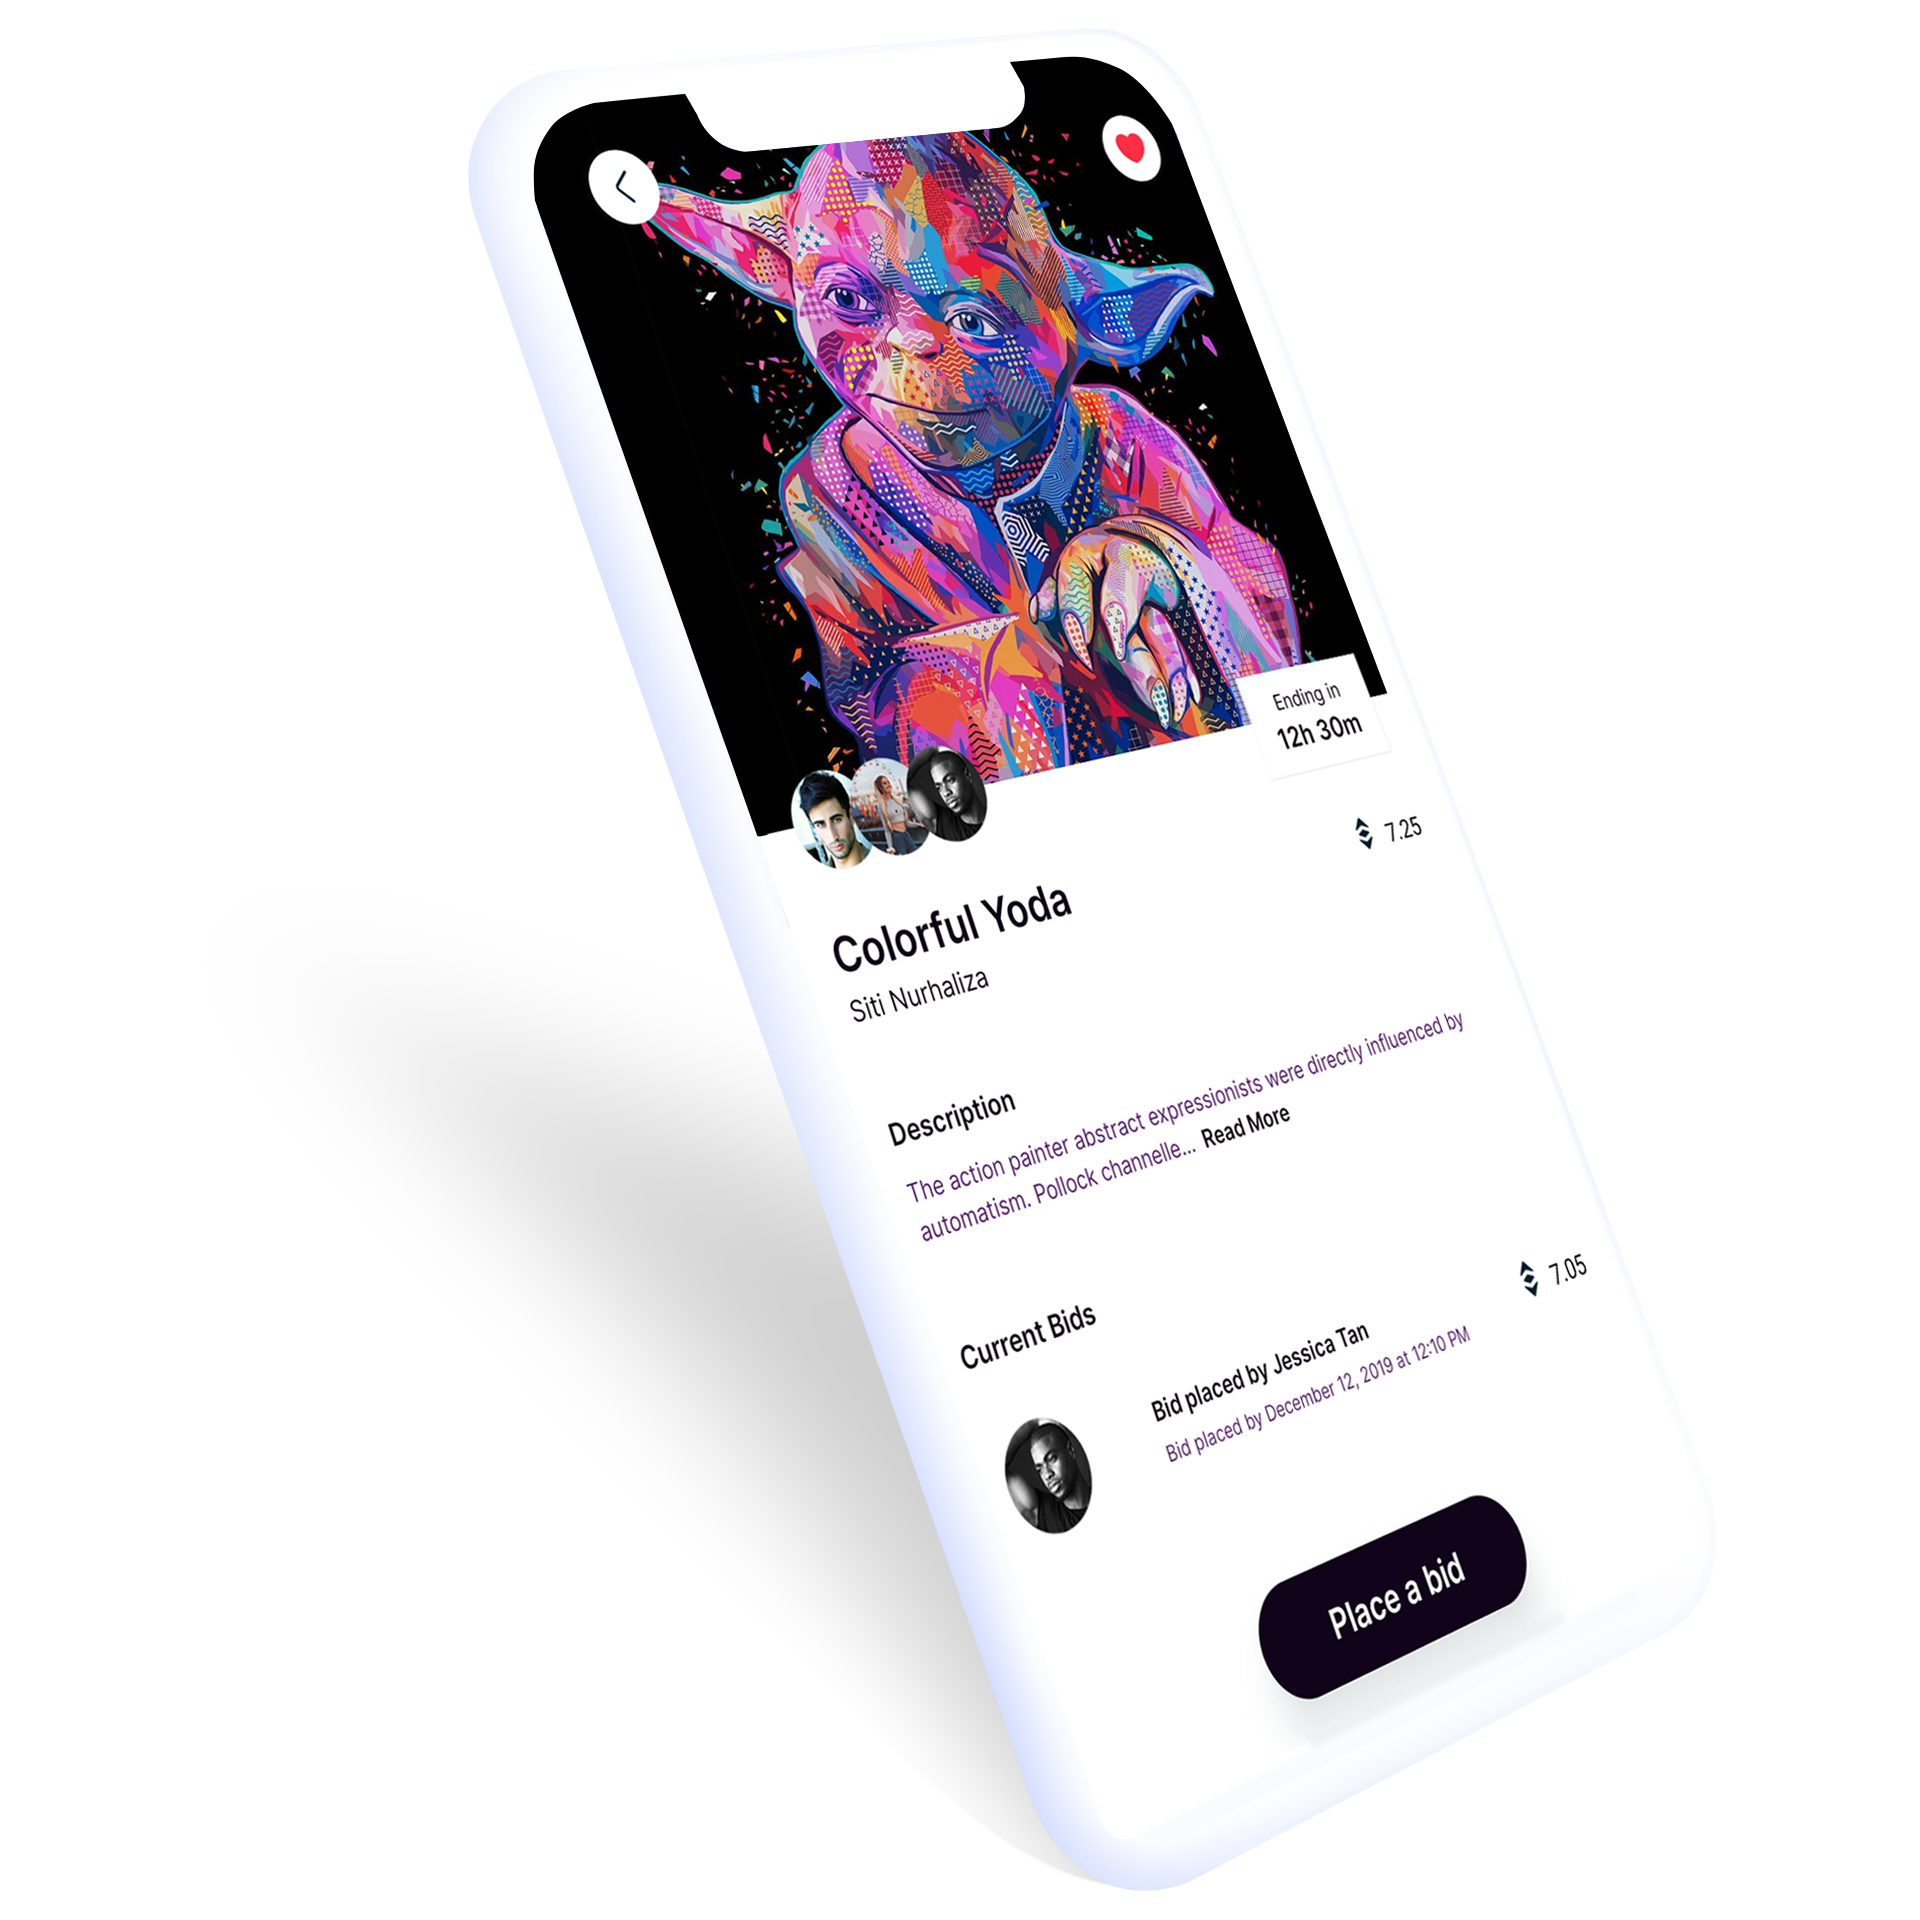 Ending in
12h 30m
7.25
Colorful Yoda
Siti Nurhaliza
Description
The action painter abstract expressionists were directly influenced by
automatism. Pollock channelle... Read More
Current Bids
Bid placed by Jessica Tan
7.05
Bid placed by December 12, 2019 at 12:10 PM
Place a bid